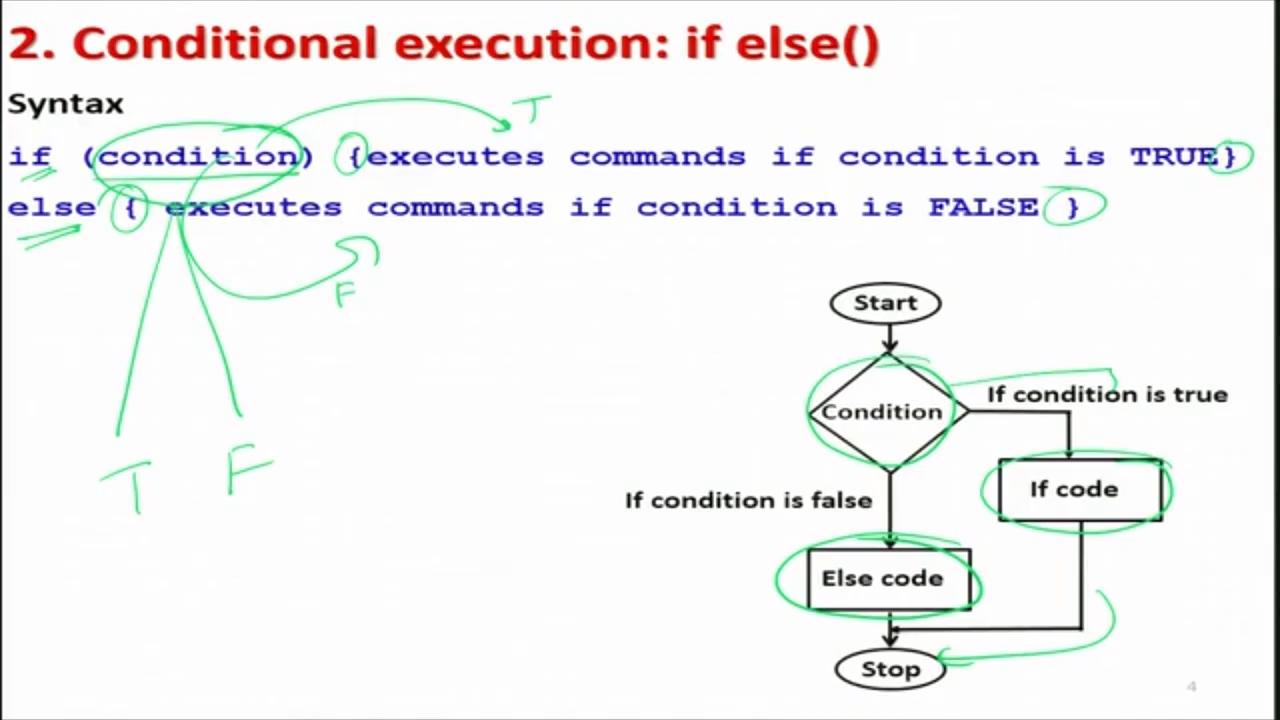 2. Conditional execution: if else()
Syntax
T
if (condition) {executes commands if condition is TRUE}
else { executes commands if condition is FALSE }
F
T F
Start
Condition
If condition is true
If code
If condition is false
Else code
Stop
4